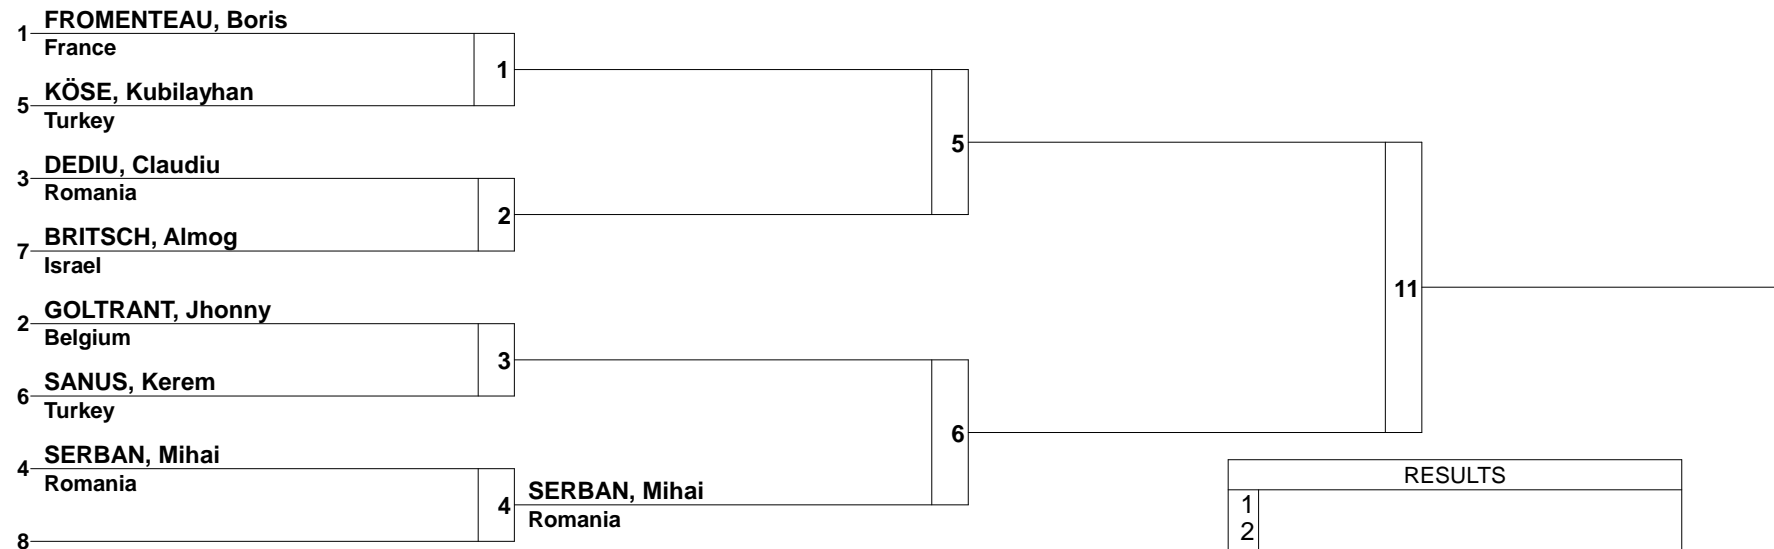 FROMENTEAU, Boris
1
France
1
KÖSE, Kubilayhan
5
Turkey
5
DEDIU, Claudiu
3
Romania
2
BRITSCH, Almog
7
Israel
11
GOLTRANT, Jhonny
2
Belgium
3
SANUS, Kerem
6
Turkey
6
SERBAN, Mihai
4
Romania
4
SERBAN, Mihai
Romania
8
RESULTS
1
2